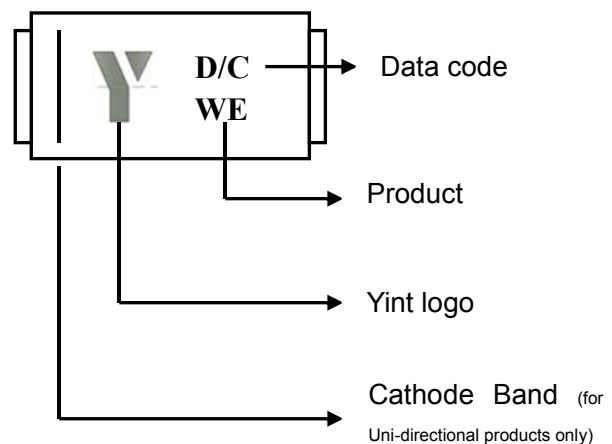 D/C
Data code
WE
Product
Yint logo
Cathode Band (for
Uni-directional products only)